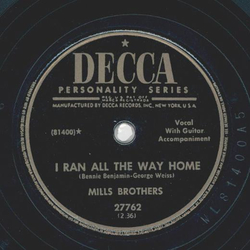 DECCA
PERSONALITY SERIES
MANUFACTURED BY DECCA RECORDS, INC., NEW YORK, U.S.A.
(81400)*
Vocal
With Guitar
Accompaniment
I RAN ALL THE WAY HOME
(Bennie Benjamin-George Weiss)
MILLS BROTHERS
27762
(2.36)